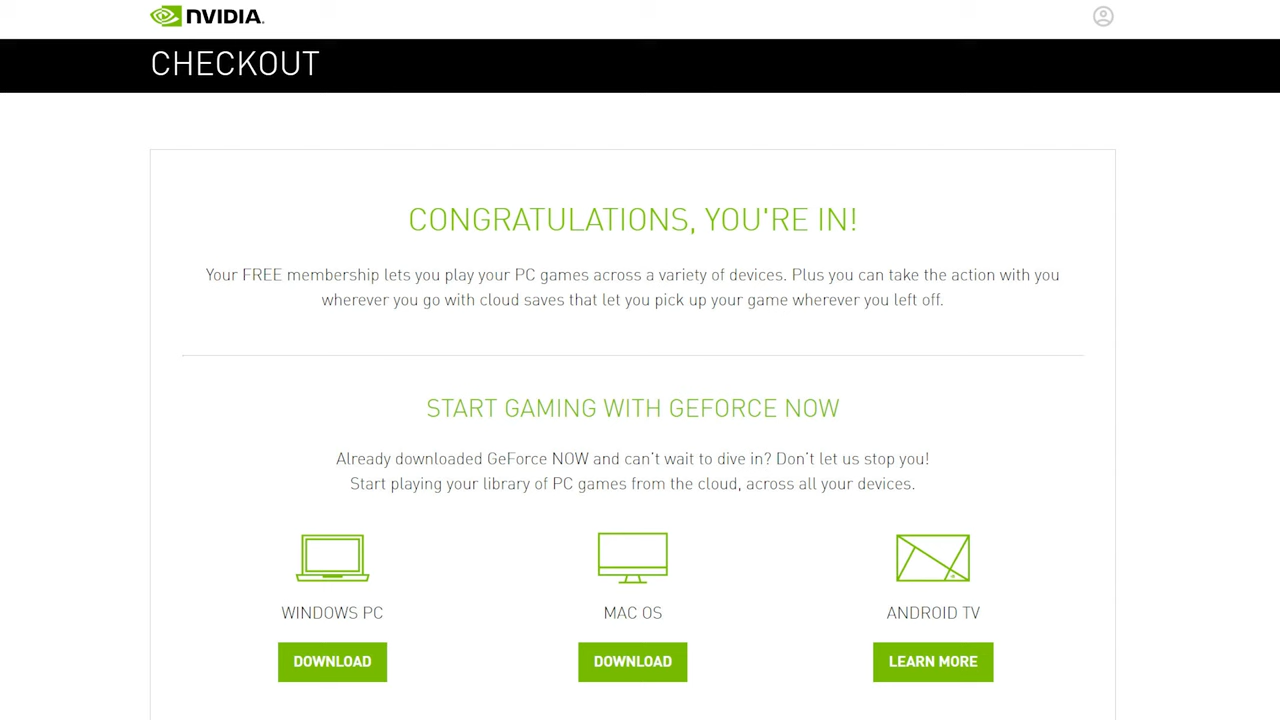 NVIDIA.
CHECKOUT
CONGRATULATIONS, YOU'RE IN!
Your FREE membership lets you play your PC games across a variety of devices. Plus you can take the action with you
wherever you go with cloud saves that let you pick up your game wherever you left off.
START GAMING WITH GEFORCE NOW
Already downloaded GeForce NOW and can't wait to dive in? Don't let us stop you!
Start playing your library of PC games from the cloud, across all your devices.
WINDOWS PC
MAC OS
ANDROID TV
DOWNLOAD
DOWNLOAD
LEARN MORE